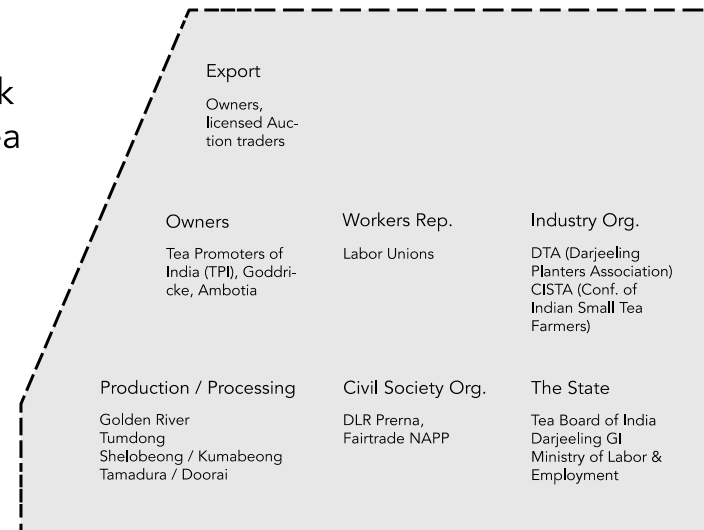 k
ea
Export
Owners,
licensed Auc-
tion traders
Owners
Tea Promoters of
India (TPI), Goddri-
cke, Ambotia
Workers Rep.
Labor Unions
Industry Org.
DTA (Darjeeling
Planters Association)
CISTA (Conf. of
Indian Small Tea
Farmers)
Production / Processing
Golden River
Tumdong
Shelobeong / Kumabeong
Tamadura / Doorai
Civil Society Org.
DLR Prerna,
Fairtrade NAPP
The State
Tea Board of India
Darjeeling GI
Ministry of Labor &
Employment